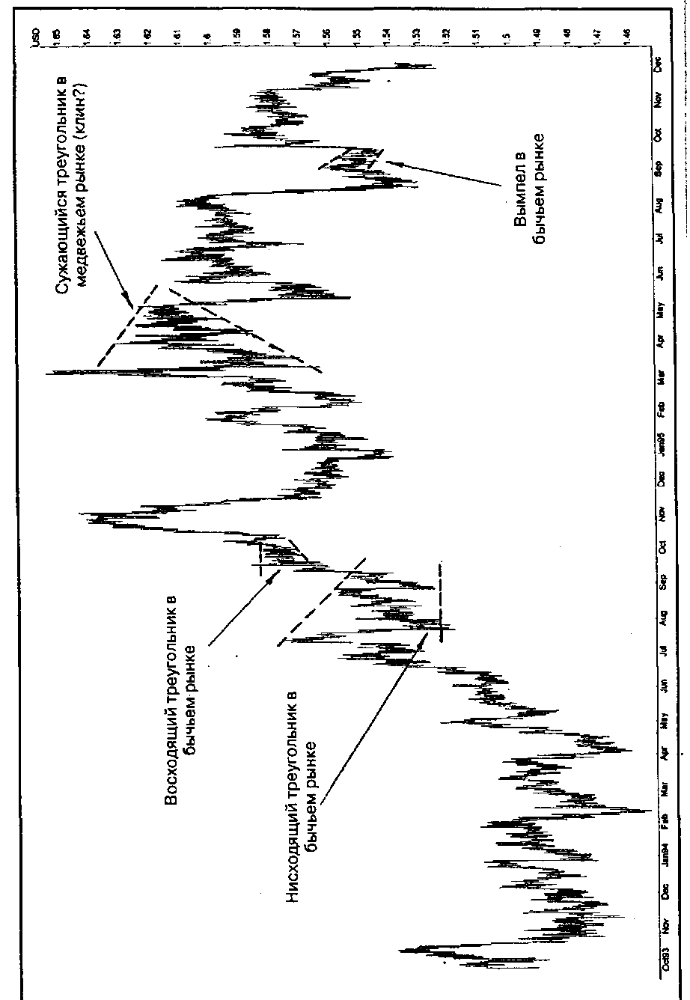 USD
1.65
1.64
1.63
1.62
1.61
1.6
1.59
1.58
1.57
1.56
1.55
1.54
1.53
1.52
1.51
1.5
1.49
1.48
1.47
1.46
Сужающийся треугольник в
медвежьем рынке (клин?)
Восходящий треугольник в
бычьем рынке
Нисходящий треугольник в
бычьем рынке
Вымпел в
бычьем рынке
Oct93
Nov
Dec
Jan94
Feb
Mar
Apr
May
Jun
Jul
Aug
Sep
Oct
Nov
Dec
Jan95
Feb
Mar
Apr
May
Jun
Jul
Aug
Sep
Oct
Nov
Dec